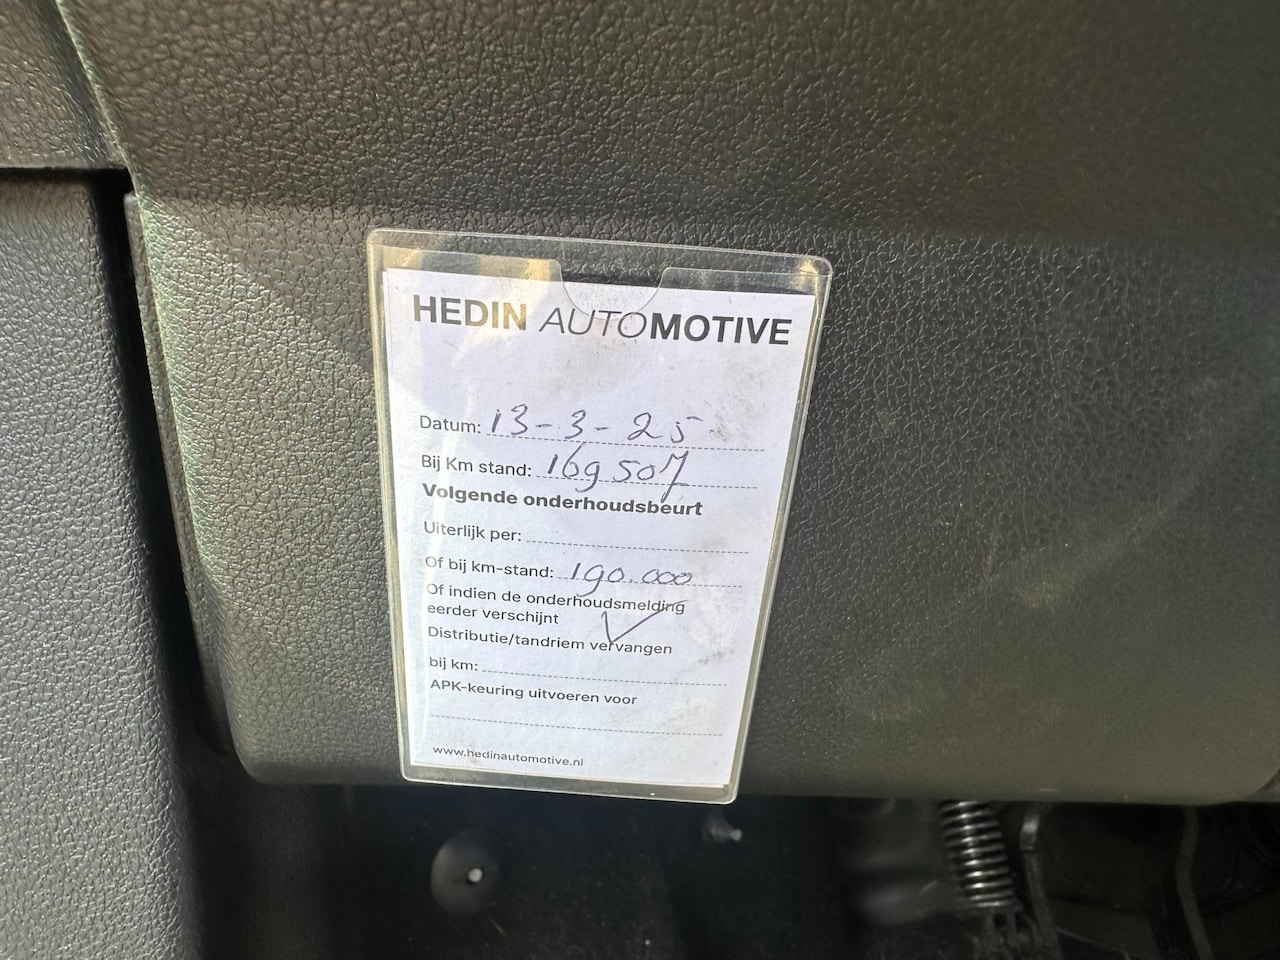 HEDIN AUTOMOTIVE
Datum: 13-3-25
Bij Km stand: 169507
Volgende onderhoudsbeurt
Uiterlijk per:
Of bij km-stand: 190.000
Of indien de onderhoudsmelding
eerder verschijnt
Distributie/tandriem vervangen
bij km:
APK-keuring uitvoeren voor
www.hedinautomotive.nl